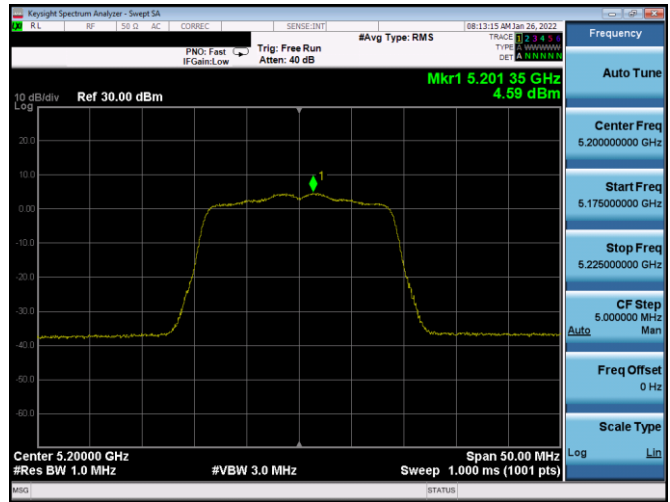 Keysight Spectrum Analyzer - Swept SA
RL RF 50 Ω AC CORREC SENSE:INT 08:13:15 AM Jan 26, 2022
#Avg Type: RMS
TRACE 1 2 3 4 5 6
TYPE A WWWWW
DET A N N N N N
PNO: Fast
IFGain:Low
Trig: Free Run
Atten: 40 dB
Mkr1 5.201 35 GHz
4.59 dBm
10 dB/div Ref 30.00 dBm
Log
20.0
10.0
1
0.00
-10.0
-20.0
-30.0
-40.0
-50.0
-60.0
Center 5.20000 GHz Span 50.00 MHz
#Res BW 1.0 MHz #VBW 3.0 MHz Sweep 1.000 ms (1001 pts)
MSG STATUS
Frequency
Auto Tune
Center Freq
5.200000000 GHz
Start Freq
5.175000000 GHz
Stop Freq
5.225000000 GHz
CF Step
5.000000 MHz
Auto Man
Freq Offset
0 Hz
Scale Type
Log Lin